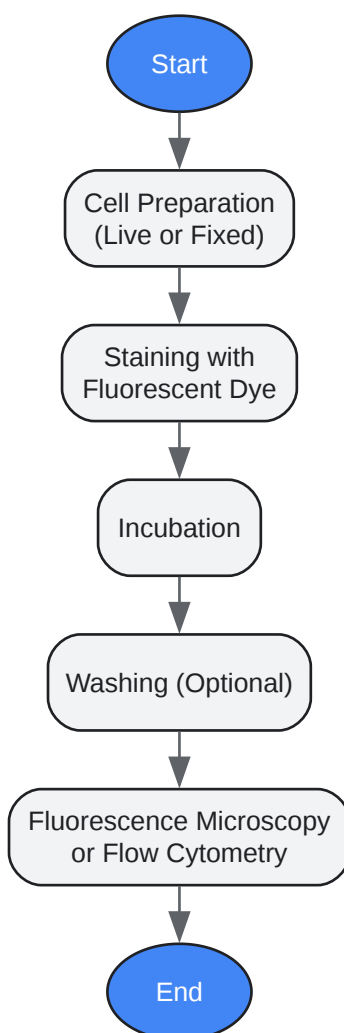 Start
Cell Preparation
(Live or Fixed)
Staining with
Fluorescent Dye
Incubation
Washing (Optional)
Fluorescence Microscopy
or Flow Cytometry
End